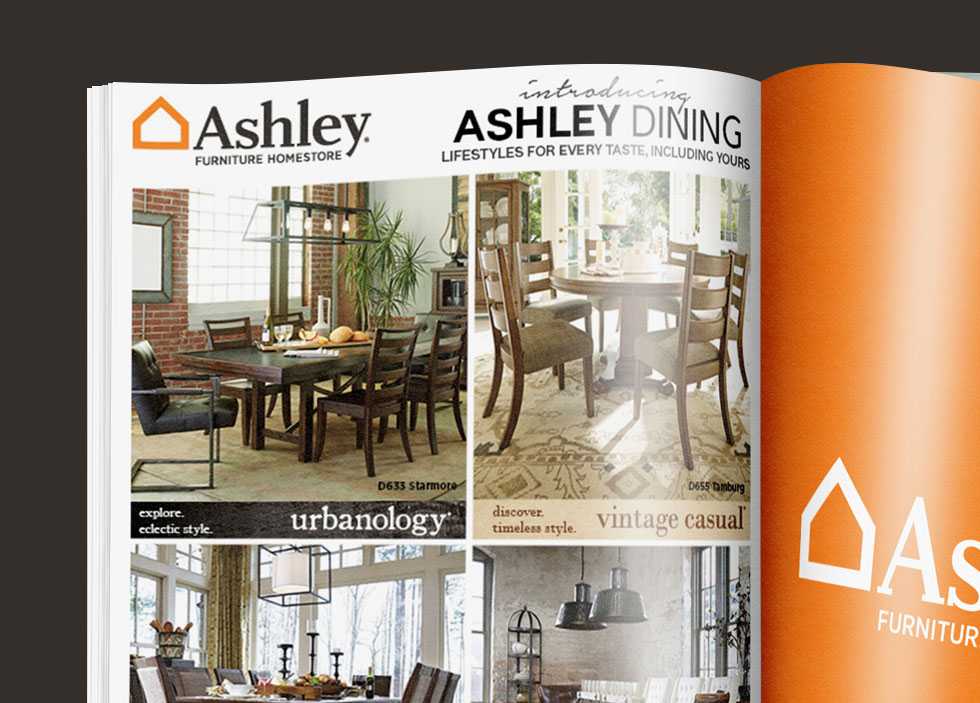 Ashley
FURNITURE HOMESTORE
introducing
ASHLEY DINING
LIFESTYLES FOR EVERY TASTE, INCLUDING YOURS
D633 Starmore
explore.
eclectic style.
urbanology
D655 Tamburg
discover.
timeless style.
vintage casual
As
FURNITUR